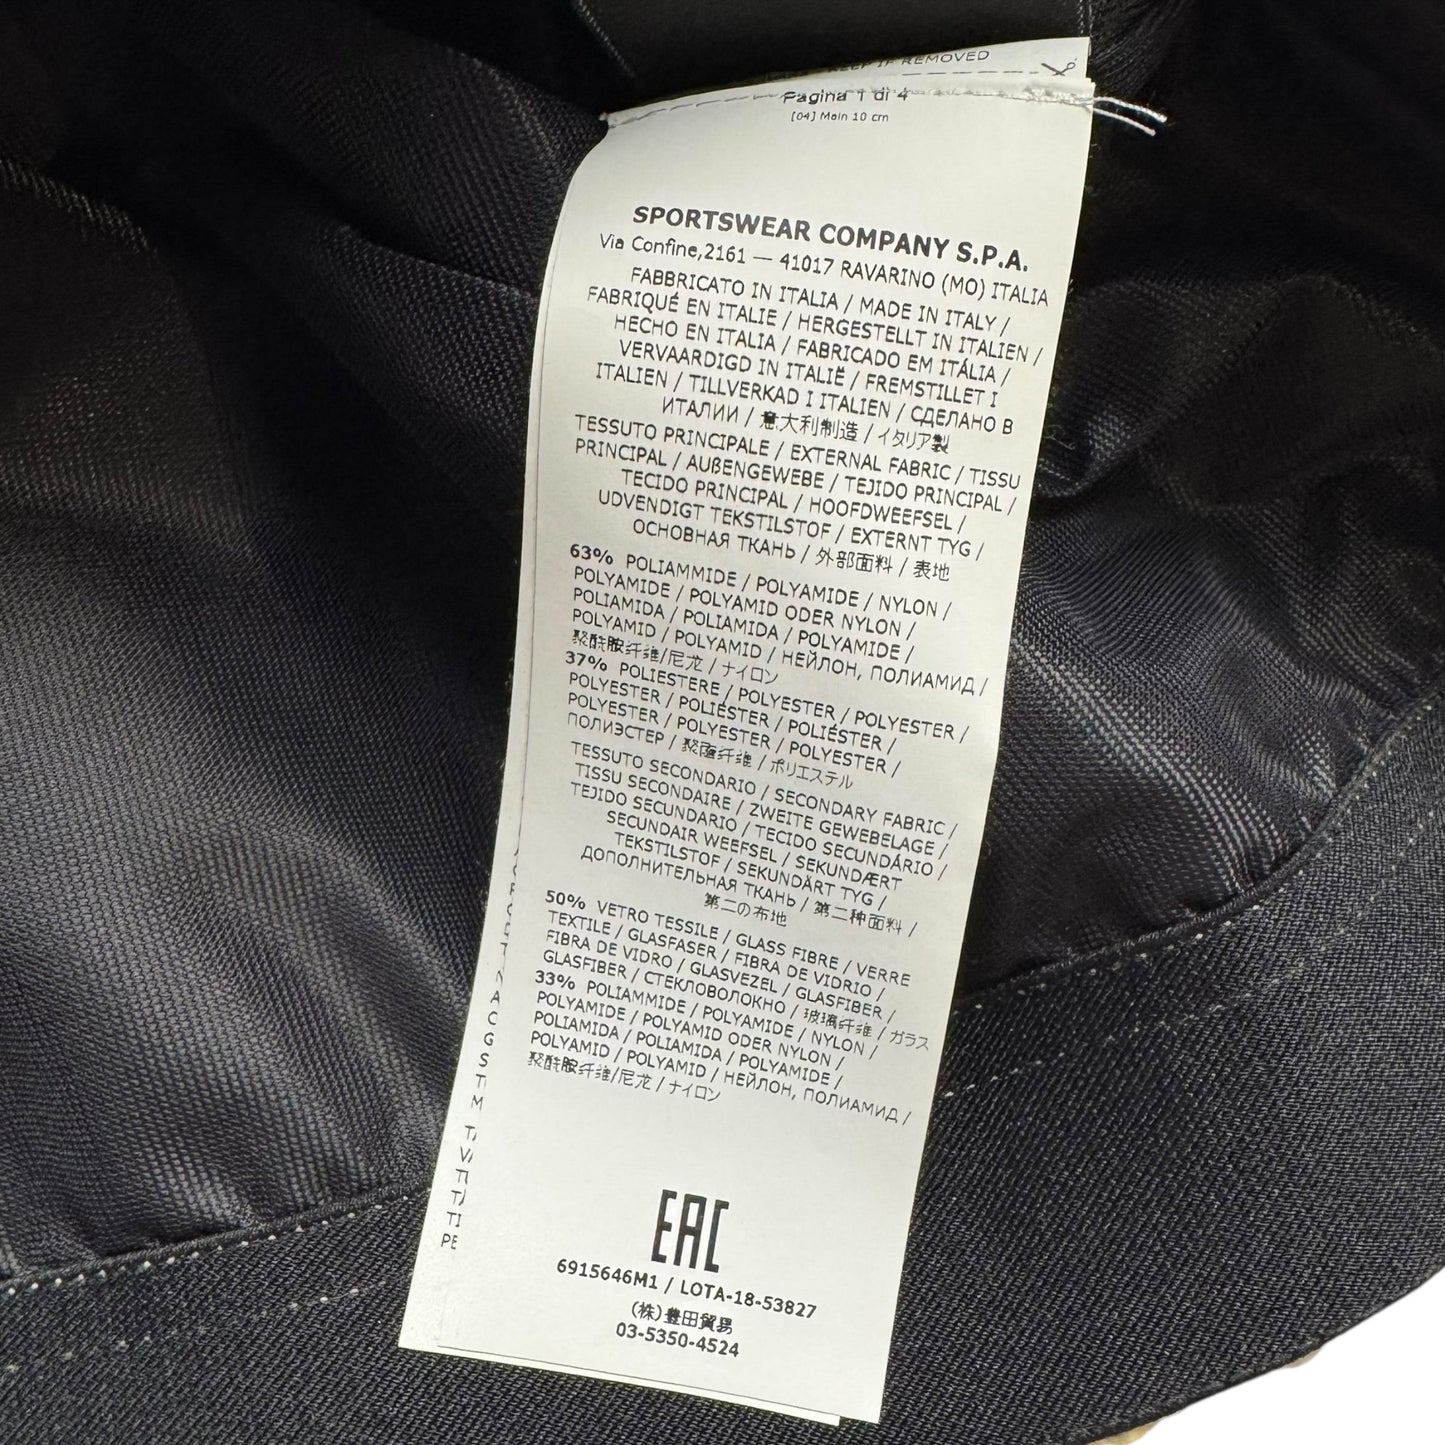 KEEP IF REMOVED
Pagina 1 di 4
[04] Main 10 cm
SPORTSWEAR COMPANY S.P.A.
Via Confine,2161 — 41017 RAVARINO (MO) ITALIA
FABBRICATO IN ITALIA / MADE IN ITALY /
FABRIQUÉ EN ITALIE / HERGESTELLT IN ITALIEN /
HECHO EN ITALIA / FABRICADO EM ITÁLIA /
VERVAARDIGD IN ITALIË / FREMSTILLET I
ITALIEN / TILLVERKAD I ITALIEN / СДЕЛАНО В
ИТАЛИИ / 意大利制造 / イタリア製
TESSUTO PRINCIPALE / EXTERNAL FABRIC / TISSU
PRINCIPAL / AUßENGEWEBE / TEJIDO PRINCIPAL /
TECIDO PRINCIPAL / HOOFDWEEFSEL /
UDVENDIGT TEKSTILSTOF / EXTERNT TYG /
ОСНОВНАЯ ТКАНЬ / 外部面料 / 表地
63% POLIAMMIDE / POLYAMIDE / NYLON /
POLYAMIDE / POLYAMID ODER NYLON /
POLIAMIDA / POLIAMIDA / POLYAMIDE /
POLYAMID / POLYAMID / НЕЙЛОН, ПОЛИАМИД /
聚酰胺纤维/尼龙 / ナイロン
37% POLIESTERE / POLYESTER / POLYESTER /
POLYESTER / POLIÉSTER / POLIÉSTER /
POLYESTER / POLYESTER / POLYESTER /
ПОЛИЭСТЕР / 聚酯纤维 / ポリエステル
TESSUTO SECONDARIO / SECONDARY FABRIC /
TISSU SECONDAIRE / ZWEITE GEWEBELAGE /
TEJIDO SECUNDARIO / TECIDO SECUNDÁRIO /
SECUNDAIR WEEFSEL / SEKUNDÆRT
TEKSTILSTOF / SEKUNDÄRT TYG /
ДОПОЛНИТЕЛЬНАЯ ТКАНЬ / 第二种面料 /
第二の布地
50% VETRO TESSILE / GLASS FIBRE / VERRE
TEXTILE / GLASFASER / FIBRA DE VIDRIO /
FIBRA DE VIDRO / GLASVEZEL / GLASFIBER /
GLASFIBER / СТЕКЛОВОЛОКНО / 玻璃纤维 / ガラス
33% POLIAMMIDE / POLYAMIDE / NYLON /
POLYAMIDE / POLYAMID ODER NYLON /
POLIAMIDA / POLIAMIDA / POLYAMIDE /
POLYAMID / POLYAMID / НЕЙЛОН, ПОЛИАМИД /
聚酰胺纤维/尼龙 / ナイロン
EAC
6915646M1 / LOTA-18-53827
(株)豊田貿易
03-5350-4524